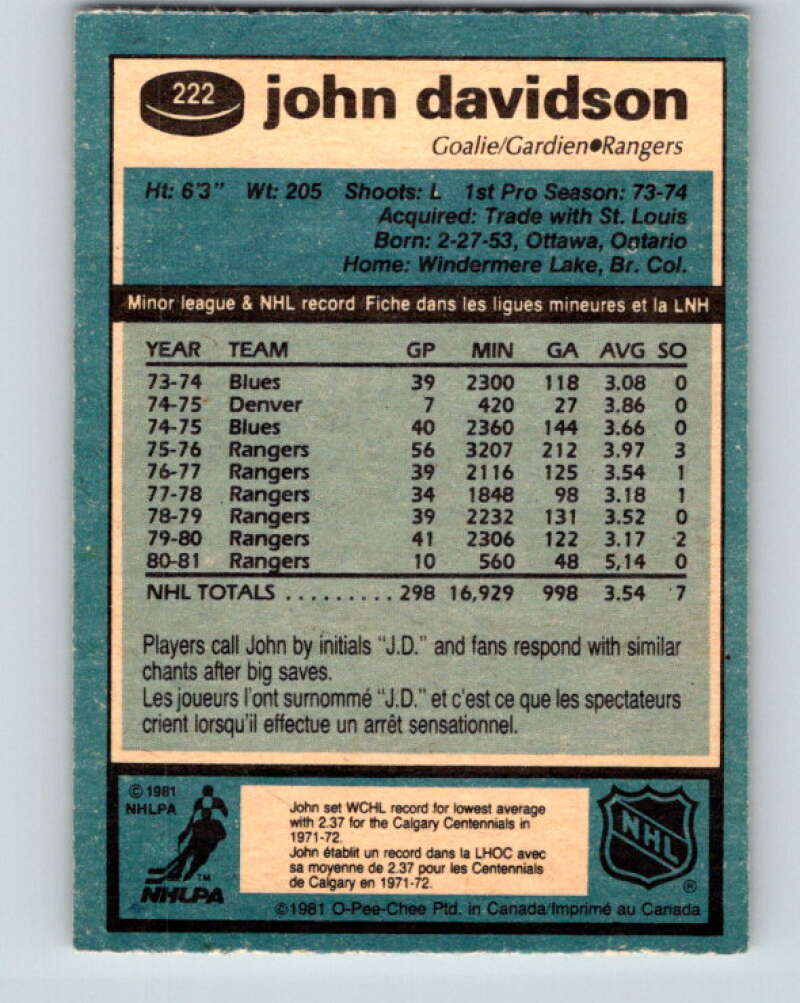 222 john davidson
Goalie/Gardien●Rangers
Ht: 6'3" Wt: 205 Shoots: L 1st Pro Season: 73-74
Acquired: Trade with St. Louis
Born: 2-27-53, Ottawa, Ontario
Home: Windermere Lake, Br. Col.
Minor league & NHL record Fiche dans les ligues mineures et la LNH
YEAR TEAM GP MIN GA AVG SO
73-74 Blues 39 2300 118 3.08 0
74-75 Denver 7 420 27 3.86 0
74-75 Blues 40 2360 144 3.66 0
75-76 Rangers 56 3207 212 3.97 3
76-77 Rangers 39 2116 125 3.54 1
77-78 Rangers 34 1848 98 3.18 1
78-79 Rangers 39 2232 131 3.52 0
79-80 Rangers 41 2306 122 3.17 2
80-81 Rangers 10 560 48 5,14 0
NHL TOTALS ......... 298 16,929 998 3.54 7
Players call John by initials "J.D." and fans respond with similar
chants after big saves.
Les joueurs l'ont surnommé "J.D." et c'est ce que les spectateurs
crient lorsqu'il effectue un arrêt sensationnel.
© 1981
NHLPA
TM
NHLPA
John set WCHL record for lowest average
with 2.37 for the Calgary Centennials in
1971-72.
John établit un record dans la LHOC avec
sa moyenne de 2.37 pour les Centennials
de Calgary en 1971-72.
NHL
®
©1981 O-Pee-Chee Ptd. in Canada/Imprimé au Canada